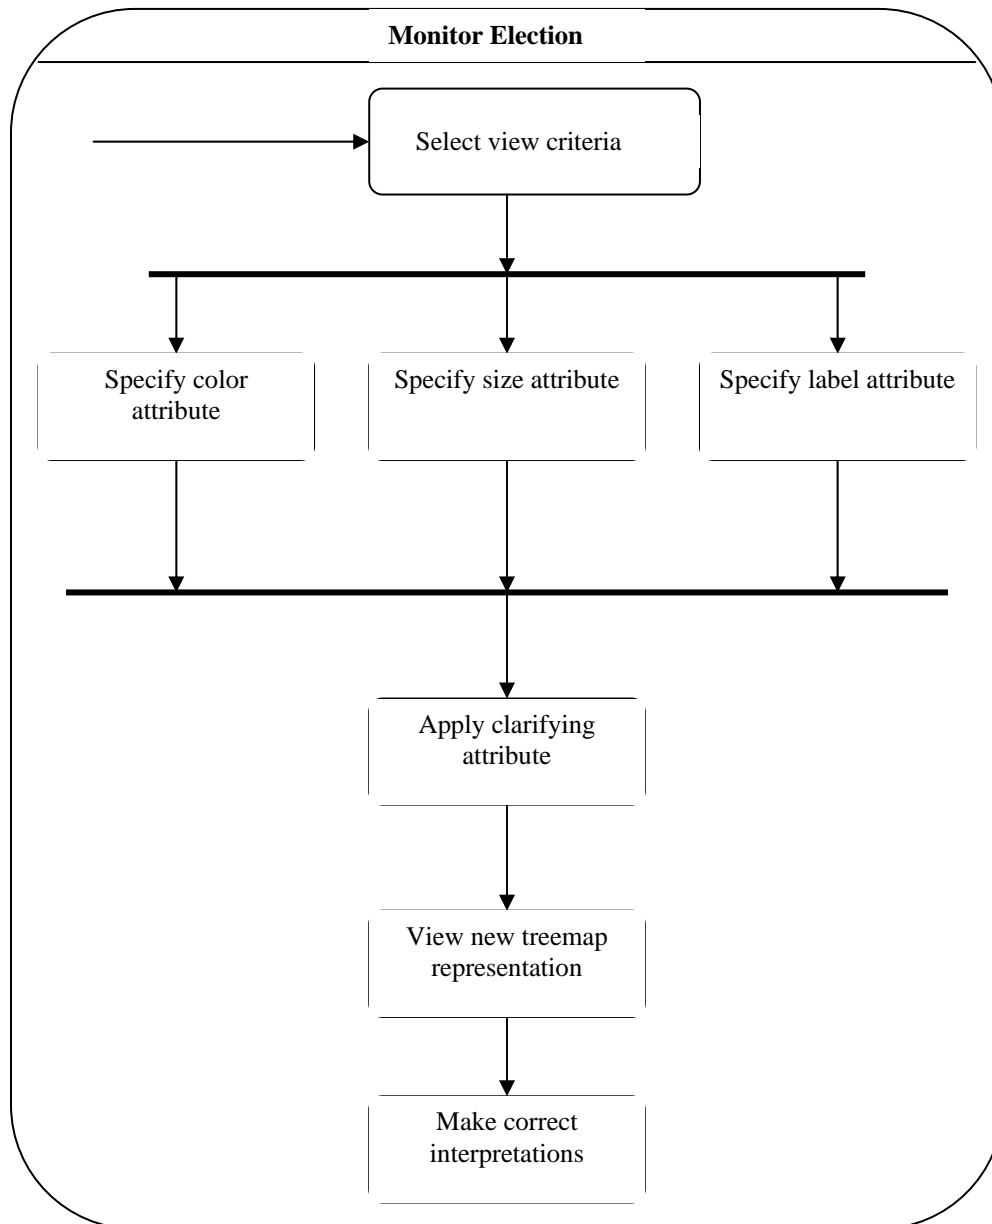 Monitor Election
Select view criteria
Specify color
attribute
Specify size attribute
Specify label attribute
Apply clarifying
attribute
View new treemap
representation
Make correct
interpretations